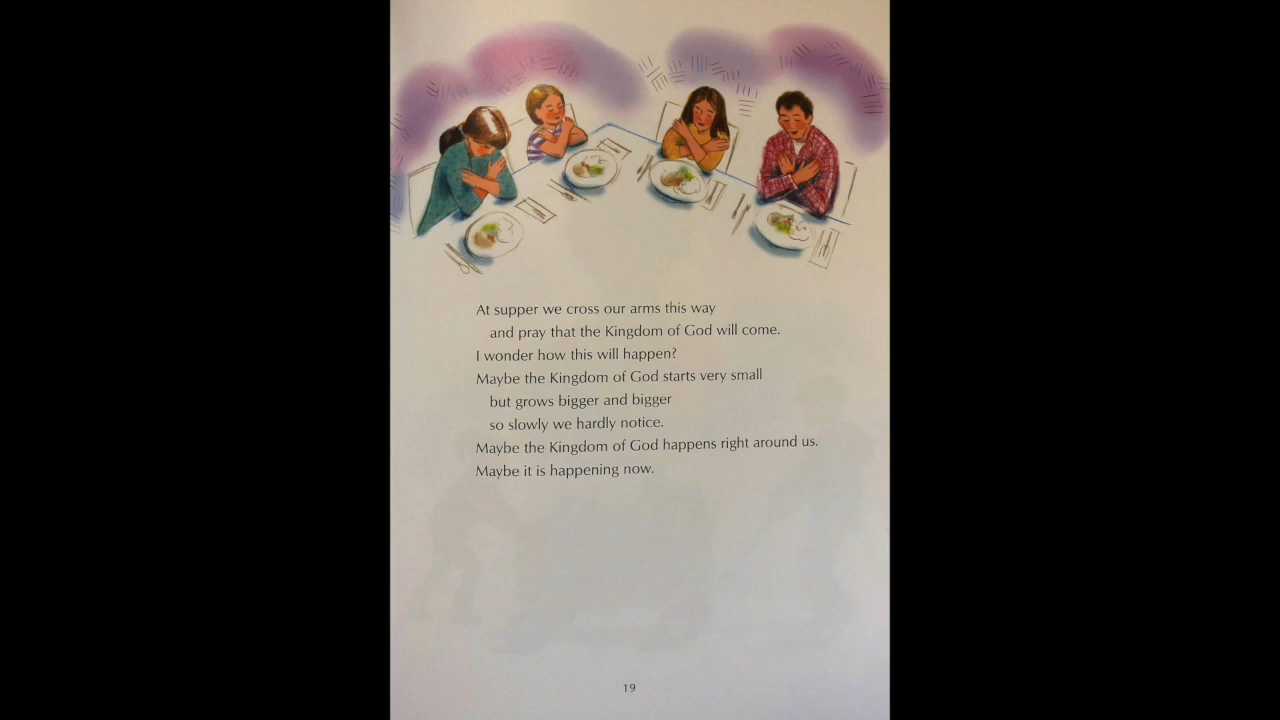 At supper we cross our arms this way
and pray that the Kingdom of God will come.
I wonder how this will happen?
Maybe the Kingdom of God starts very small
but grows bigger and bigger
so slowly we hardly notice.
Maybe the Kingdom of God happens right around us.
Maybe it is happening now.
19